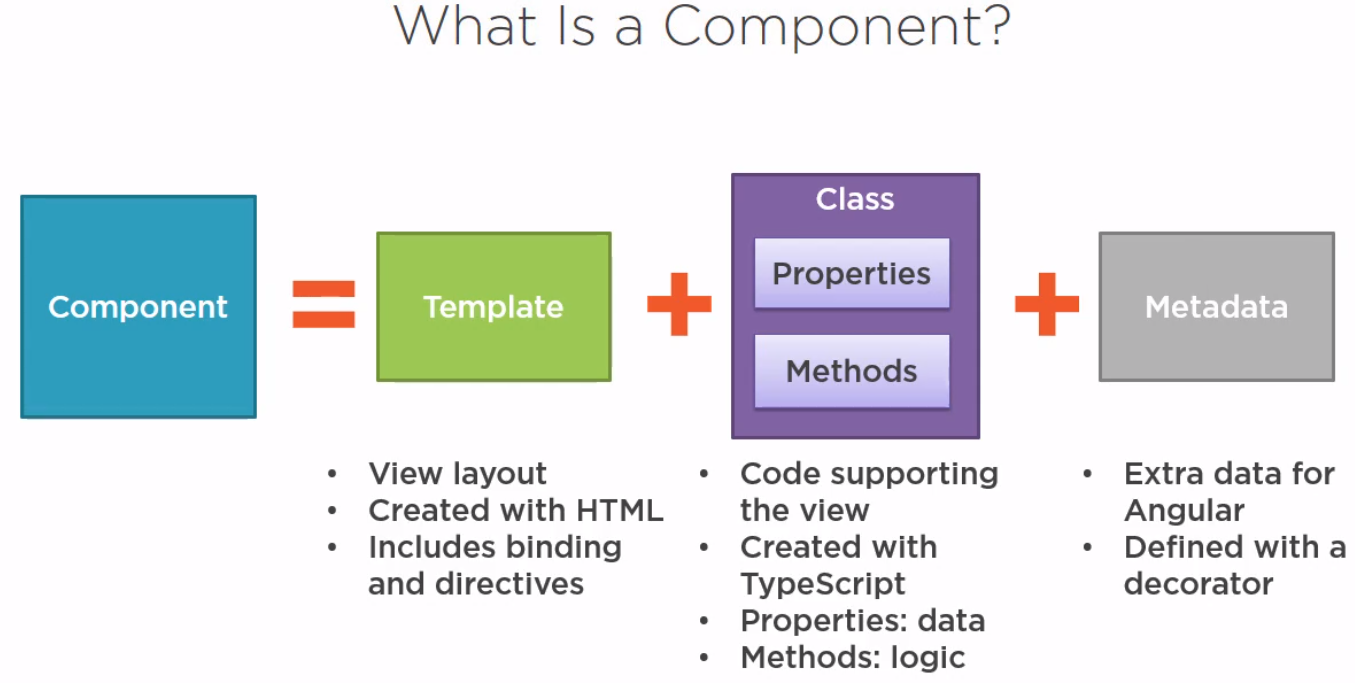 What Is a Component?
Component
=
Template
+
Class
Properties
Methods
+
Metadata
• View layout
• Created with HTML
• Includes binding
and directives
• Code supporting
the view
• Created with
TypeScript
• Properties: data
• Methods: logic
• Extra data for
Angular
• Defined with a
decorator